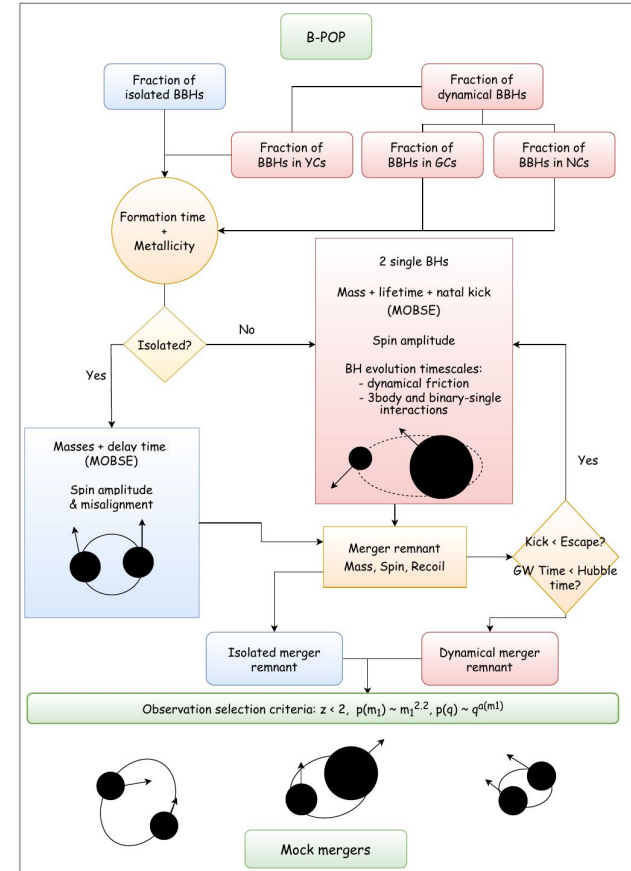 B-POP
Fraction of
isolated BBHs
Fraction of
dynamical BBHs
Fraction of
BBHs in YCs
Fraction of
BBHs in GCs
Fraction of
BBHs in NCs
Formation time
+
Metallicity
Isolated?
No
Yes
2 single BHs
Mass + lifetime + natal kick
(MOBSE)
Spin amplitude
BH evolution timescales:
- dynamical friction
- 3body and binary-single
interactions
Masses + delay time
(MOBSE)
Spin amplitude
& misalignment
Yes
Merger remnant
Mass, Spin, Recoil
Kick < Escape?
GW Time < Hubble
time?
Isolated merger
remnant
Dynamical merger
remnant
Observation selection criteria: z < 2, p(m₁) ~ m₁^2.2, p(q) ~ q^a(m1)
Mock mergers